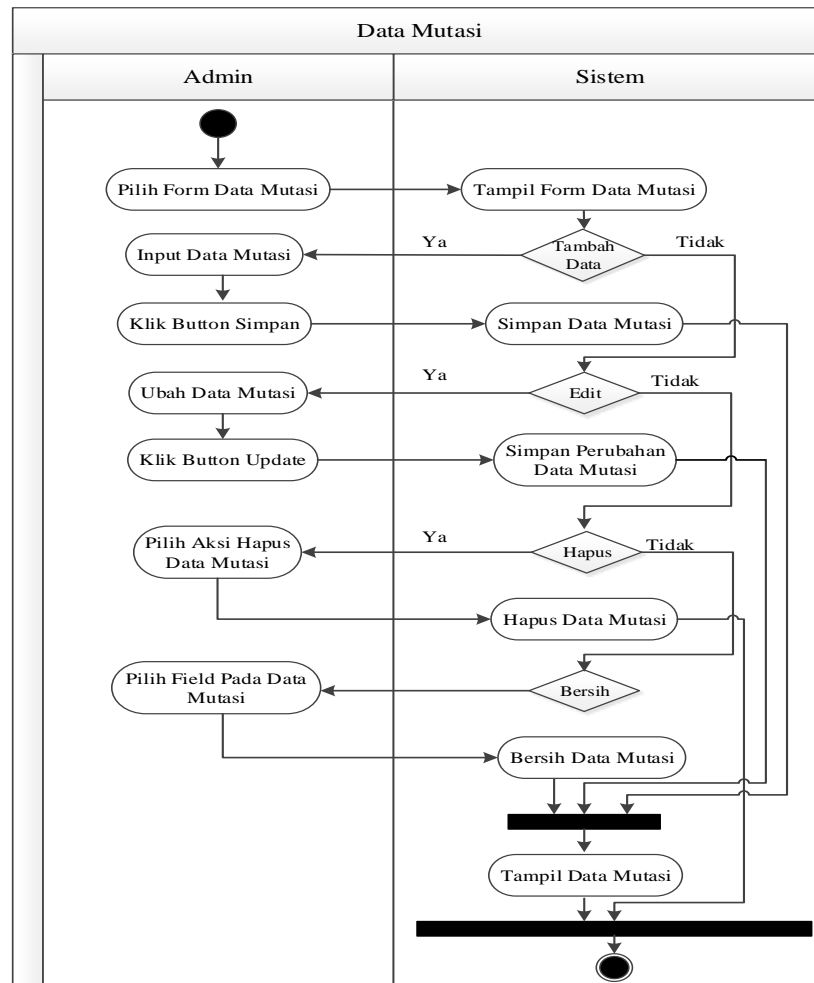 Data Mutasi
Admin
Sistem
Pilih Form Data Mutasi
Tampil Form Data Mutasi
Input Data Mutasi
Ya
Tambah
Data
Tidak
Klik Button Simpan
Simpan Data Mutasi
Ubah Data Mutasi
Ya
Edit
Tidak
Klik Button Update
Simpan Perubahan
Data Mutasi
Pilih Aksi Hapus
Data Mutasi
Ya
Hapus
Tidak
Hapus Data Mutasi
Pilih Field Pada Data
Mutasi
Bersih
Bersih Data Mutasi
Tampil Data Mutasi